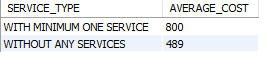 SERVICE_TYPE AVERAGE_COST
WITH MINIMUM ONE SERVICE 800
WITHOUT ANY SERVICES 489